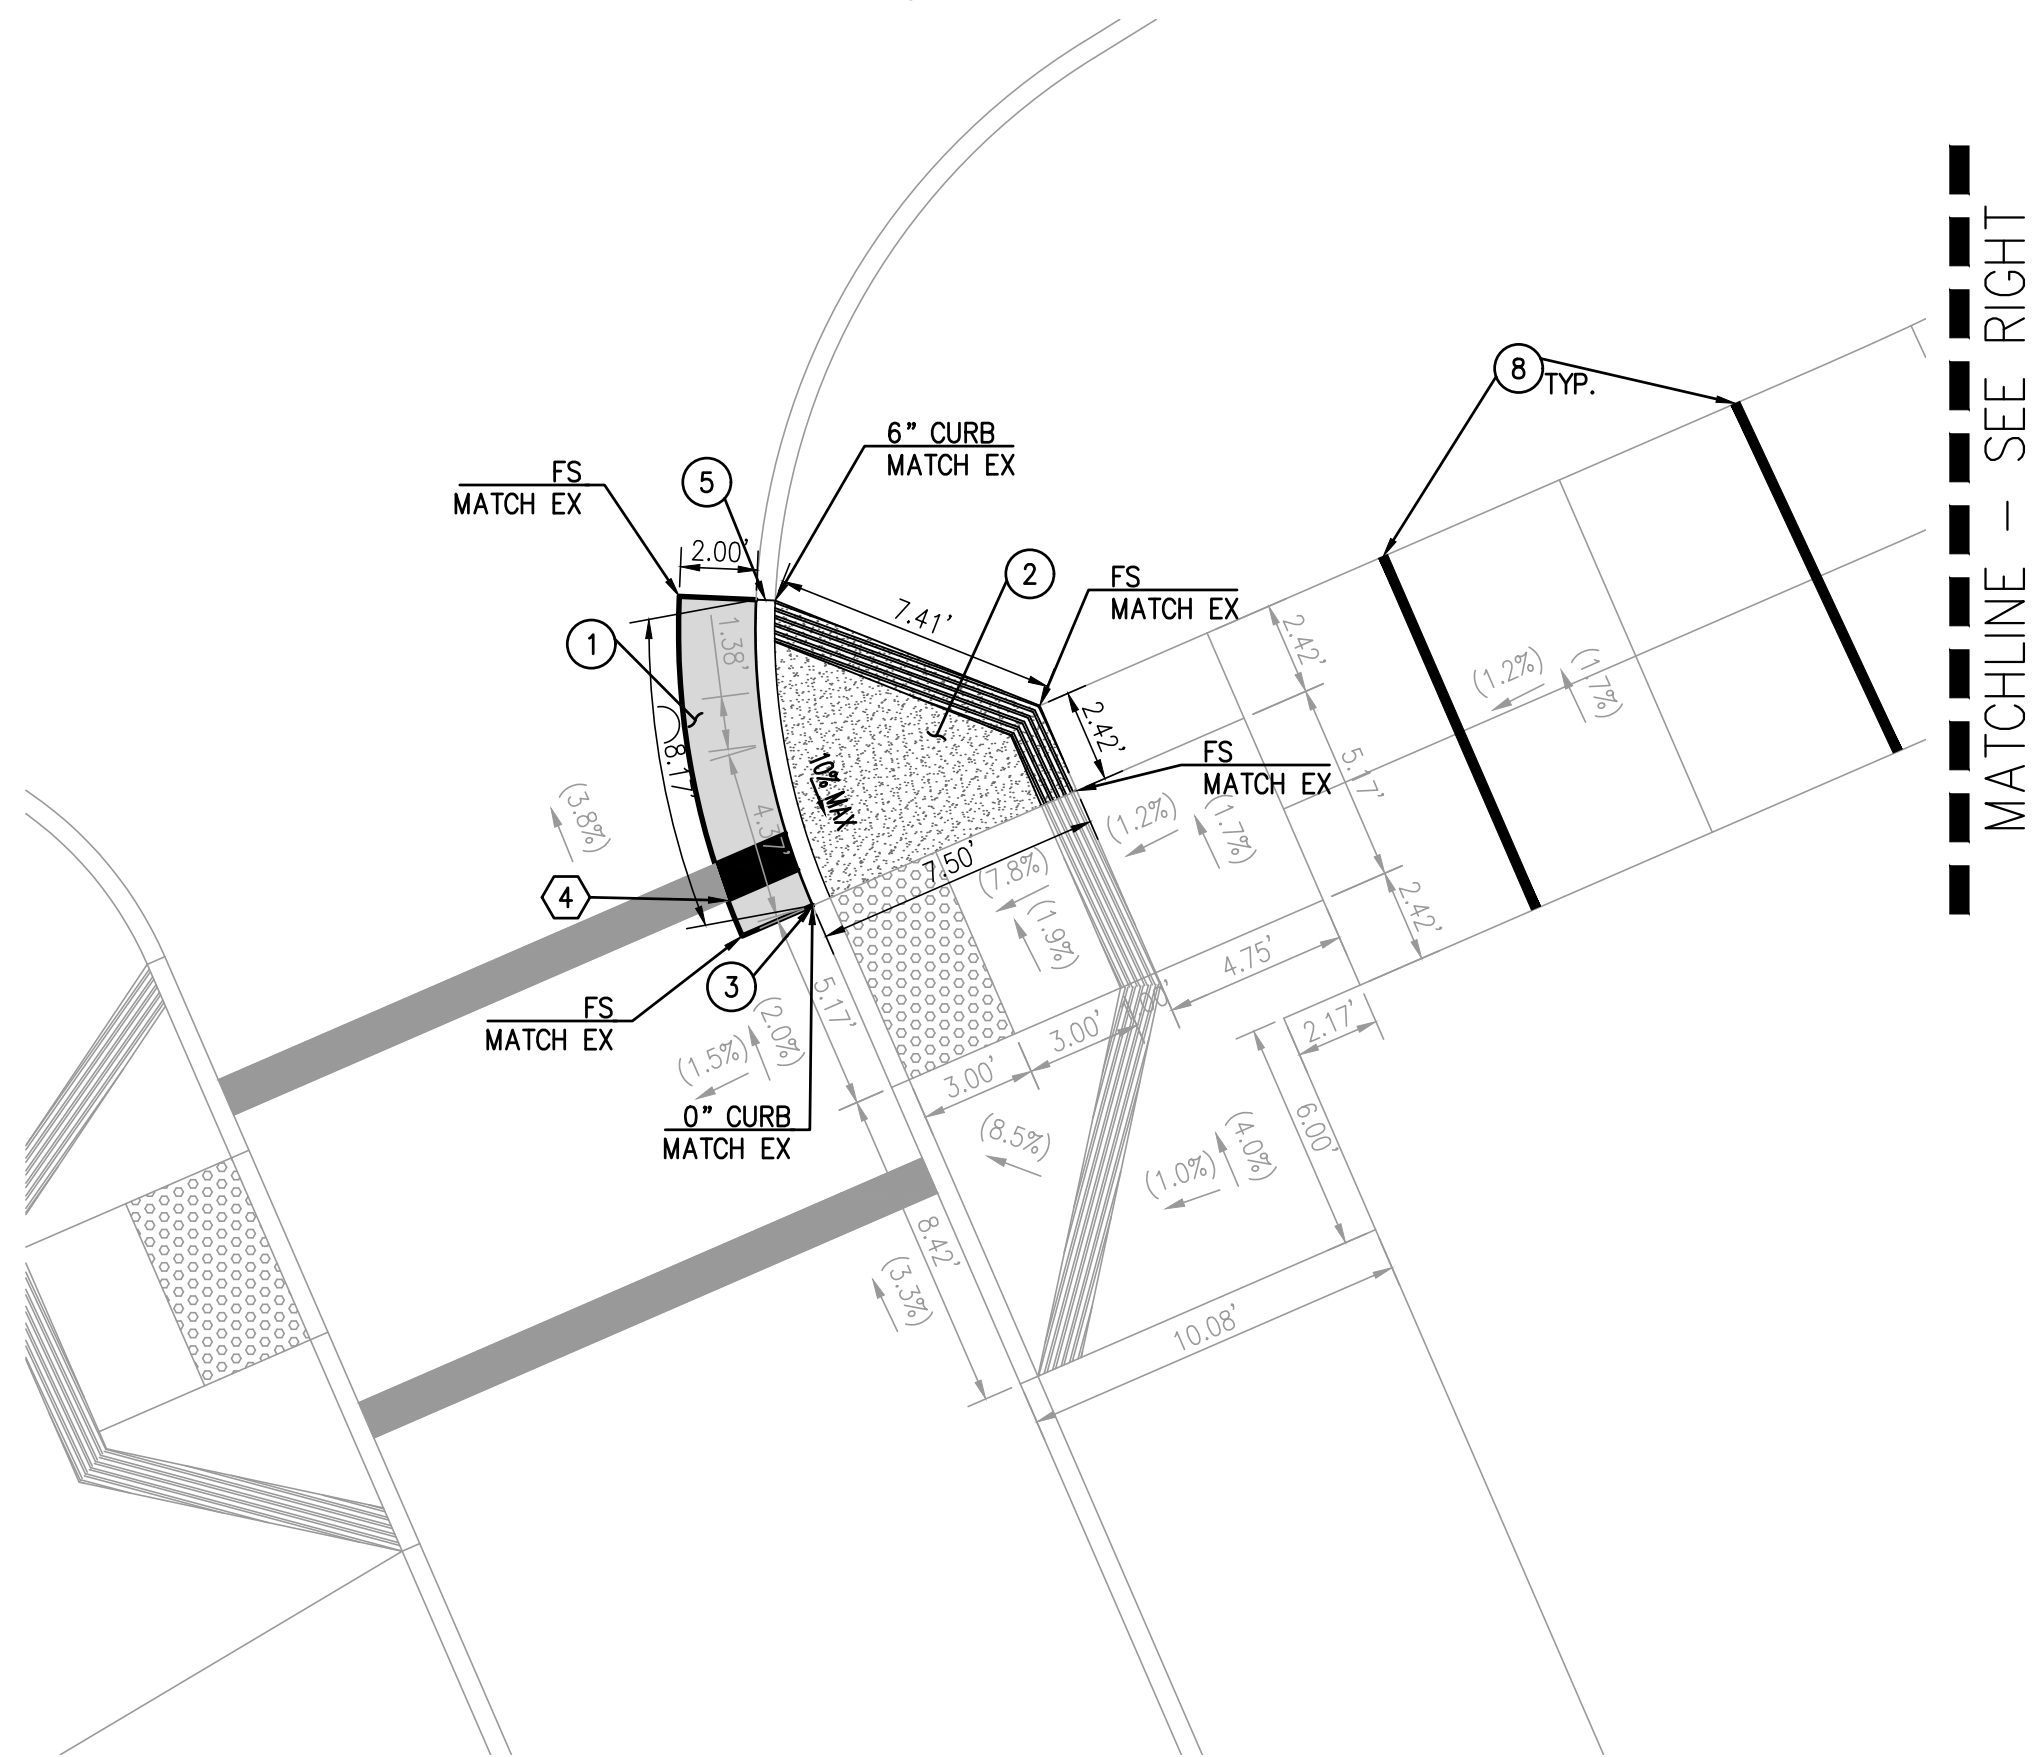 MATCHLINE - SEE RIGHT
8
TYP.
6" CURB
MATCH EX
FS
MATCH EX
5
2.00'
2
FS
MATCH EX
7.41'
1
1.38'
2.42'
2.42'
(1.2%)
(1.7%)
8.17'
10% MAX
FS
MATCH EX
5.17'
(3.8%)
4.37'
(1.2%)
(1.7%)
7.50'
(7.8%)
4
(1.9%)
2.42'
4.75'
3
5.17'
FS
MATCH EX
(2.0%)
(1.5%)
3.00'
3.00'
2.17'
0" CURB
MATCH EX
(8.5%)
6.00'
(4.0%)
(1.0%)
8.42'
(3.3%)
10.08'